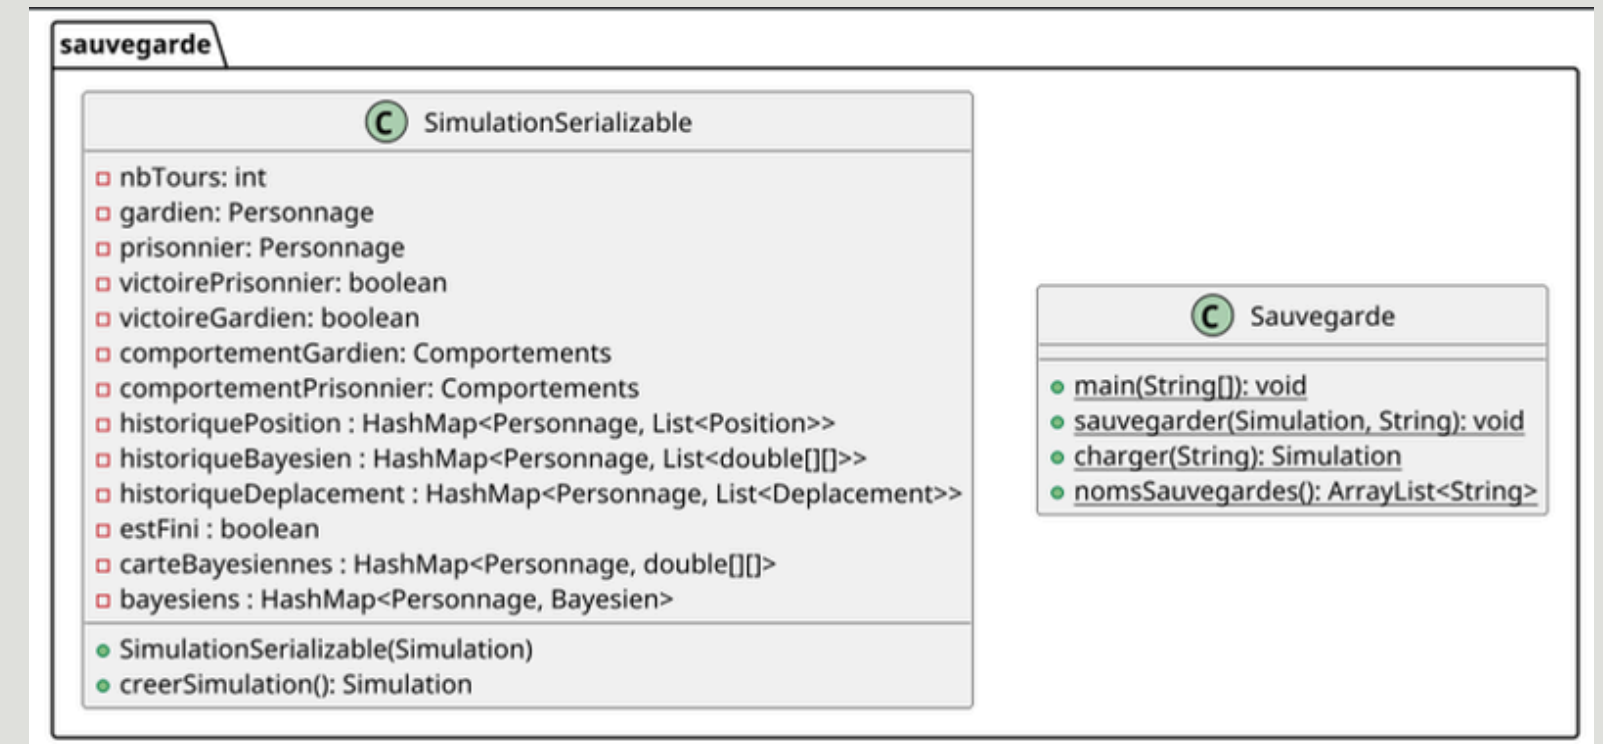 sauvegarde
C SimulationSerializable
nbTours: int
gardien: Personnage
prisonnier: Personnage
victoirePrisonnier: boolean
victoireGardien: boolean
comportementGardien: Comportements
comportementPrisonnier: Comportements
historiquePosition : HashMap<Personnage, List<Position>>
historiqueBayesien : HashMap<Personnage, List<double[][]>>
historiqueDeplacement : HashMap<Personnage, List<Deplacement>>
estFini : boolean
carteBayesiennes : HashMap<Personnage, double[][]>
bayesiens : HashMap<Personnage, Bayesien>
SimulationSerializable(Simulation)
creerSimulation(): Simulation
C Sauvegarde
main(String[]): void
sauvegarder(Simulation, String): void
charger(String): Simulation
nomsSauvegardes(): ArrayList<String>